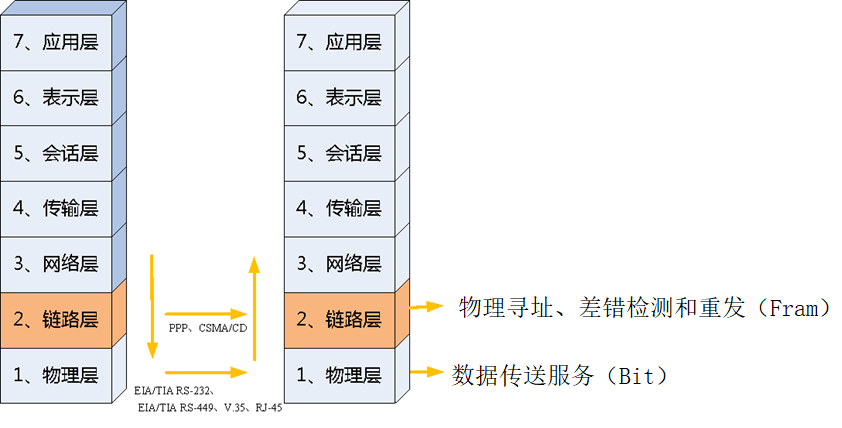 7、应用层
6、表示层
5、会话层
4、传输层
3、网络层
2、链路层
1、物理层
PPP、CSMA/CD
EIA/TIA RS-232、
EIA/TIA RS-449、V.35、RJ-45
7、应用层
6、表示层
5、会话层
4、传输层
3、网络层
2、链路层
1、物理层
物理寻址、差错检测和重发（Fram）
数据传送服务（Bit）